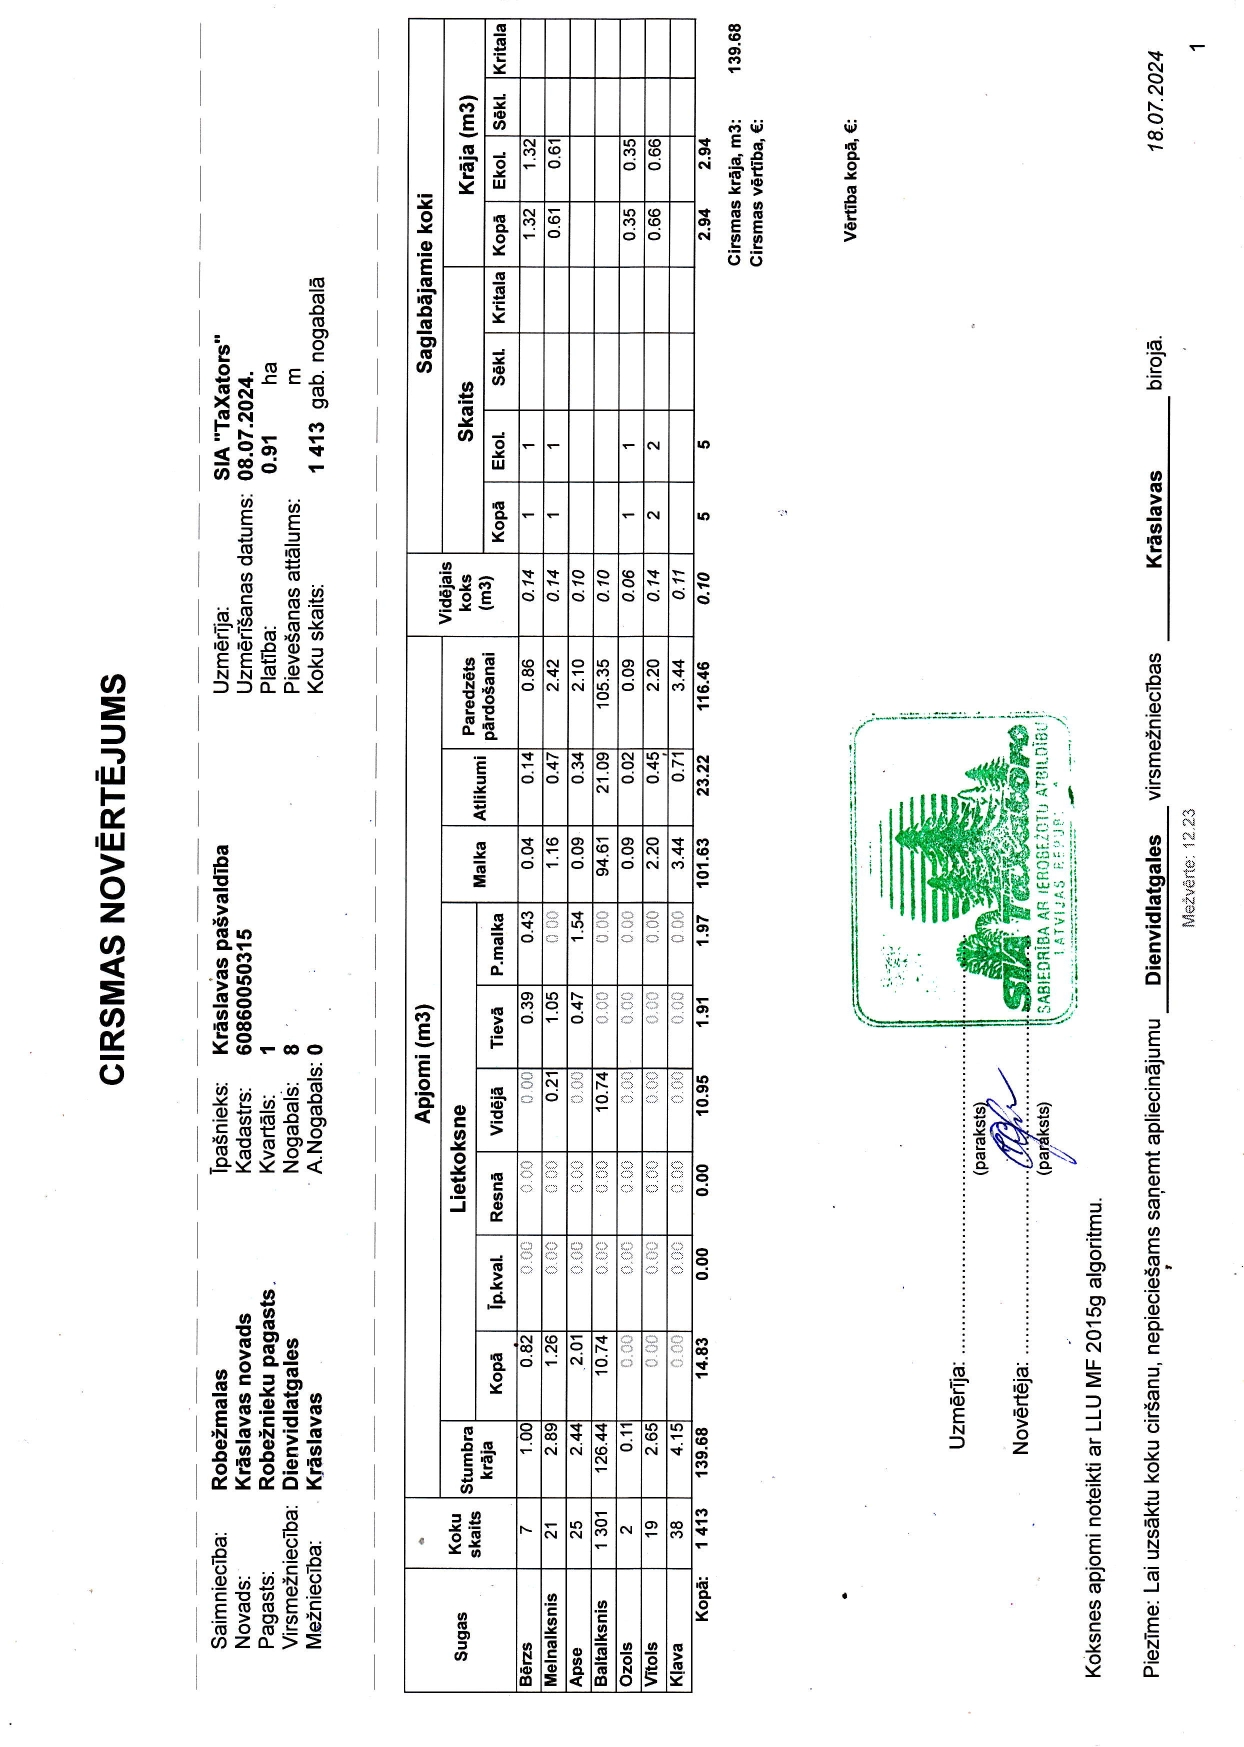 CIRSMAS NOVĒRTĒJUMS
Saimniecība: Robežmalas Īpašnieks: Krāslavas pašvaldība Uzmērīja: SIA "TaXators"
Novads: Krāslavas novads Kadastrs: 60860050315 Uzmērīšanas datums: 08.07.2024.
Pagasts: Robežnieku pagasts Kvartāls: 1 Platība: 0.91 ha
Virsmežniecība: Dienvidlatgales Nogabals: 8 Pievešanas attālums: m
Mežniecība: Krāslavas A.Nogabals: 0 Koku skaits: 1 413 gab. nogabalā
Sugas Koku skaits Stumbra krāja Apjomi (m3) Vidējais koks (m3) Saglabājamie koki
Lietkoksne Malka Atlikumi Paredzēts pārdošanai Skaits Krāja (m3)
Kopā Īp.kval. Resnā Vidējā Tievā P.malka Kopā Ekol. Sēkl. Kritala Kopā Ekol. Sēkl. Kritala
Bērzs 7 1.00 0.82 0.00 0.00 0.00 0.39 0.43 0.04 0.14 0.86 0.14 1 1 1.32 1.32
Melnalksnis 21 2.89 1.26 0.00 0.00 0.21 1.05 0.00 1.16 0.47 2.42 0.14 1 1 0.61 0.61
Apse 25 2.44 2.01 0.00 0.00 0.00 0.47 1.54 0.09 0.34 2.10 0.10
Baltalksnis 1 301 126.44 10.74 0.00 0.00 10.74 0.00 0.00 94.61 21.09 105.35 0.10
Ozols 2 0.11 0.00 0.00 0.00 0.00 0.00 0.00 0.09 0.02 0.09 0.06 1 1 0.35 0.35
Vītols 19 2.65 0.00 0.00 0.00 0.00 0.00 0.00 2.20 0.45 2.20 0.14 2 2 0.66 0.66
Kļava 38 4.15 0.00 0.00 0.00 0.00 0.00 0.00 3.44 0.71 3.44 0.11
Kopā: 1 413 139.68 14.83 0.00 0.00 10.95 1.91 1.97 101.63 23.22 116.46 0.10 5 5 2.94 2.94
Cirsmas krāja, m3: 139.68
Cirsmas vērtība, €:
Vērtība kopā, €:
Uzmērīja:
(paraksts)
Novērtēja:
(paraksts)
SIA Taxators
SABIEDRĪBA AR IEROBEŽOTU ATBILDĪBU
LATVIJAS
Koksnes apjomi noteikti ar LLU MF 2015g algoritmu.
Piezīme: Lai uzsāktu koku ciršanu, nepieciešams saņemt apliecinājumu Dienvidlatgales virsmežniecības Krāslavas birojā. 18.07.2024
Mežvērte: 12.23
1